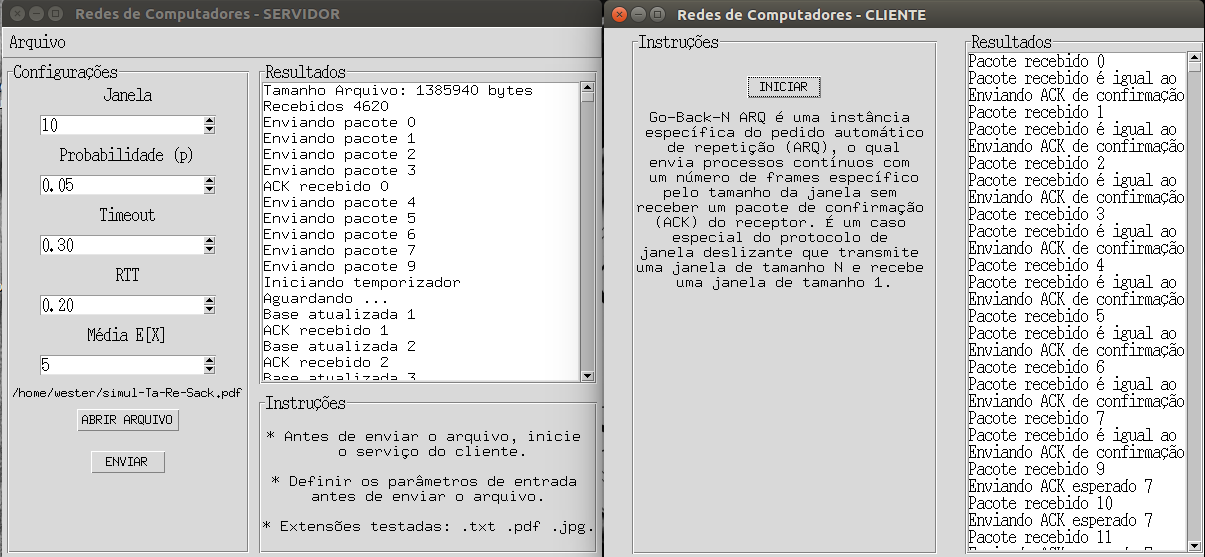 Redes de Computadores - SERVIDOR
Arquivo
Configurações
Janela
10
Probabilidade (p)
0.05
Timeout
0.30
RTT
0.20
Média E[X]
5
/home/wester/simul-Ta-Re-Sack.pdf
ABRIR ARQUIVO
ENVIAR
Resultados
Tamanho Arquivo: 1385940 bytes
Recebidos 4620
Enviando pacote 0
Enviando pacote 1
Enviando pacote 2
Enviando pacote 3
ACK recebido 0
Enviando pacote 4
Enviando pacote 5
Enviando pacote 6
Enviando pacote 7
Enviando pacote 9
Iniciando temporizador
Aguardando ...
Base atualizada 1
ACK recebido 1
Base atualizada 2
ACK recebido 2
Base atualizada 3
Instruções
* Antes de enviar o arquivo, inicie
o serviço do cliente.
* Definir os parâmetros de entrada
antes de enviar o arquivo.
* Extensões testadas: .txt .pdf .jpg.
Redes de Computadores - CLIENTE
Instruções
INICIAR
Go-Back-N ARQ é uma instância
específica do pedido automático
de repetição (ARQ), o qual
envia processos contínuos com
um número de frames específico
pelo tamanho da janela sem
receber um pacote de confirmação
(ACK) do receptor. É um caso
especial do protocolo de
janela deslizante que transmite
uma janela de tamanho N e recebe
uma janela de tamanho 1.
Resultados
Pacote recebido 0
Pacote recebido é igual ao
Enviando ACK de confirmação
Pacote recebido 1
Pacote recebido é igual ao
Enviando ACK de confirmação
Pacote recebido 2
Pacote recebido é igual ao
Enviando ACK de confirmação
Pacote recebido 3
Pacote recebido é igual ao
Enviando ACK de confirmação
Pacote recebido 4
Pacote recebido é igual ao
Enviando ACK de confirmação
Pacote recebido 5
Pacote recebido é igual ao
Enviando ACK de confirmação
Pacote recebido 6
Pacote recebido é igual ao
Enviando ACK de confirmação
Pacote recebido 7
Pacote recebido é igual ao
Enviando ACK de confirmação
Pacote recebido 9
Enviando ACK esperado 7
Pacote recebido 10
Enviando ACK esperado 7
Pacote recebido 11